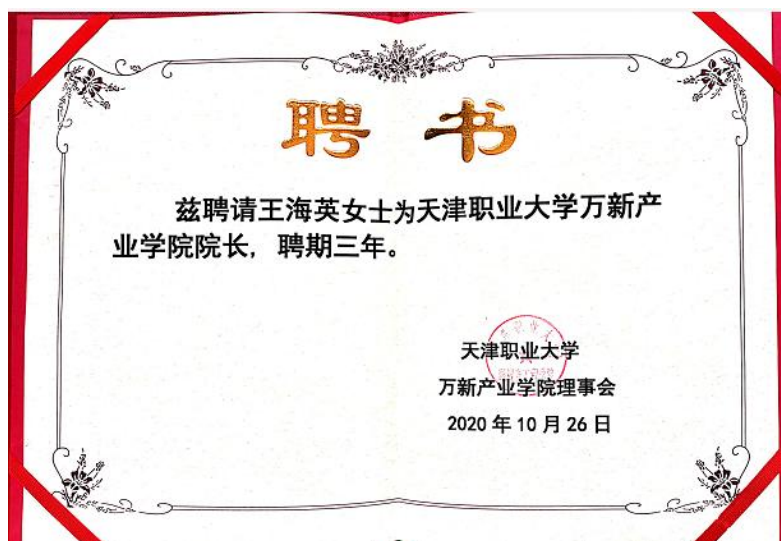 聘书
兹聘请王海英女士为天津职业大学万新产
业学院院长，聘期三年。
天津职业大学
万新产业学院理事会
2020年10月26日